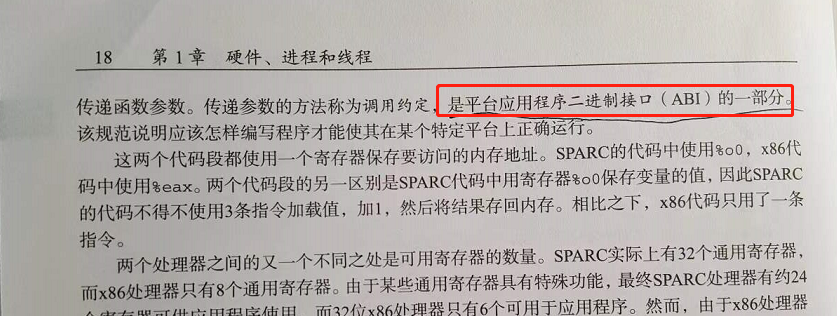 18 第1章 硬件、进程和线程
传递函数参数。传递参数的方法称为调用约定，是平台应用程序二进制接口（ABI）的一部分。
该规范说明应该怎样编写程序才能使其在某个特定平台上正确运行。
这两个代码段都使用一个寄存器保存要访问的内存地址。SPARC的代码中使用%o0，x86代
码中使用%eax。两个代码段的另一区别是SPARC代码中用寄存器%o0保存变量的值，因此SPARC
的代码不得不使用3条指令加载值，加1，然后将结果存回内存。相比之下，x86代码只用了一条
指令。
两个处理器之间的又一个不同之处是可用寄存器的数量。SPARC实际上有32个通用寄存器，
而x86处理器只有8个通用寄存器。由于某些通用寄存器具有特殊功能，最终SPARC处理器有约24
个寄存器可供应用程序使用，而32位x86处理器只有6个可用于应用程序。然而，由于x86处理器